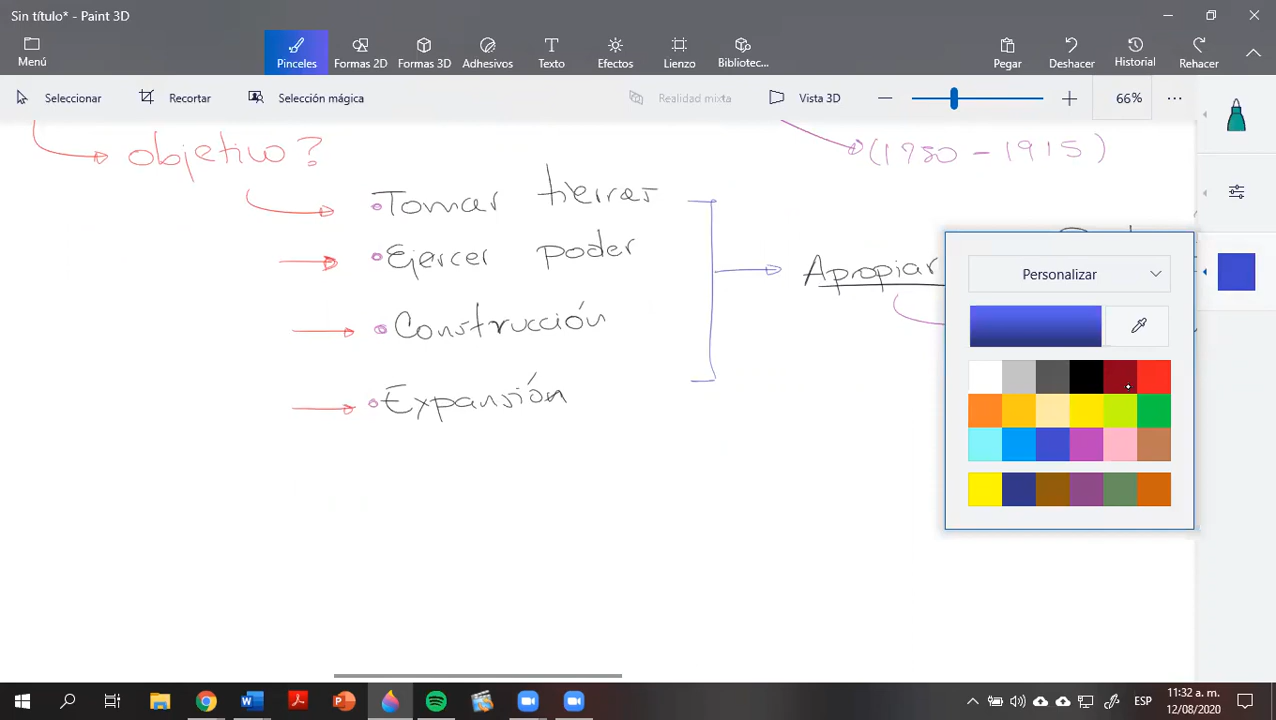 Sin título* - Paint 3D
Menú
Pinceles
Formas 2D
Formas 3D
Adhesivos
Texto
Efectos
Lienzo
Bibliotec...
Pegar
Deshacer
Historial
Rehacer
Seleccionar
Recortar
Selección mágica
Realidad mixta
Vista 3D
66%
objetivo?
(1780 - 1915)
• Tomar tierras
• Ejercer poder
• Construcción
• Expansión
Apropiar
Personalizar
ESP
11:32 a. m.
12/08/2020